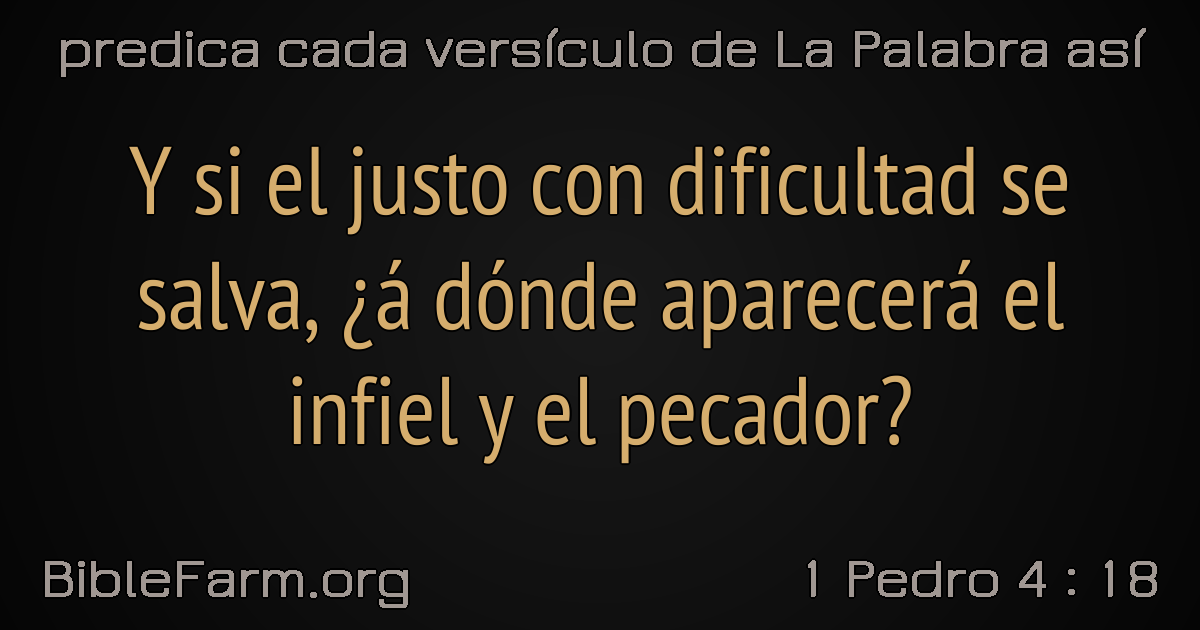 predica cada versículo de La Palabra así
Y si el justo con dificultad se
salva, ¿á dónde aparecerá el
infiel y el pecador?
BibleFarm.org
1 Pedro 4 : 18